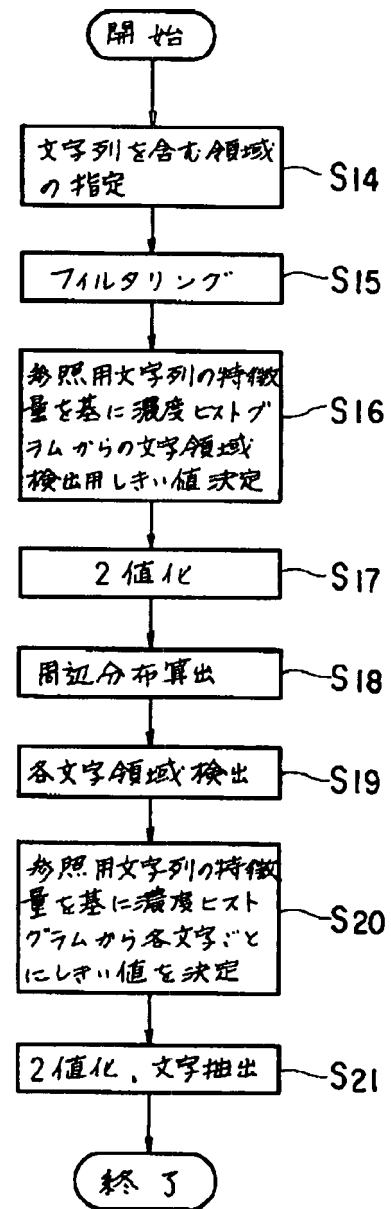 開始
文字列を含む領域
の指定
S14
フィルタリング
S15
参照用文字列の特徴
量を基に濃度ヒストグ
ラムからの文字領域
検出用しきい値決定
S16
2値化
S17
周辺分布算出
S18
各文字領域検出
S19
参照用文字列の特徴
量を基に濃度ヒスト
グラムから各文字ごと
にしきい値を決定
S20
2値化、文字抽出
S21
終了